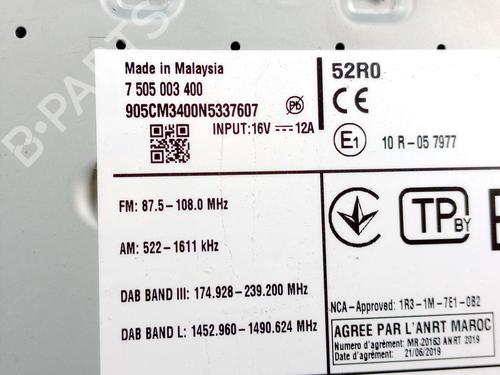 Made in Malaysia
7 505 003 400
905CM3400N5337607
Pb
INPUT: 16V 12A
52R0
CE
E1
10 R-05 7977
FM: 87.5-108.0 MHz
AM: 522-1611 kHz
DAB BAND III: 174.928-239.200 MHz
DAB BAND L: 1452.960-1490.624 MHz
TP BY
NCA-Approved: 1R3-1M-7E1-0B2
AGREE PAR L'ANRT MAROC
Numero d'agrément: MR 20163 ANRT 2019
Date d'agrément: 21/06/2019
B-PARTS